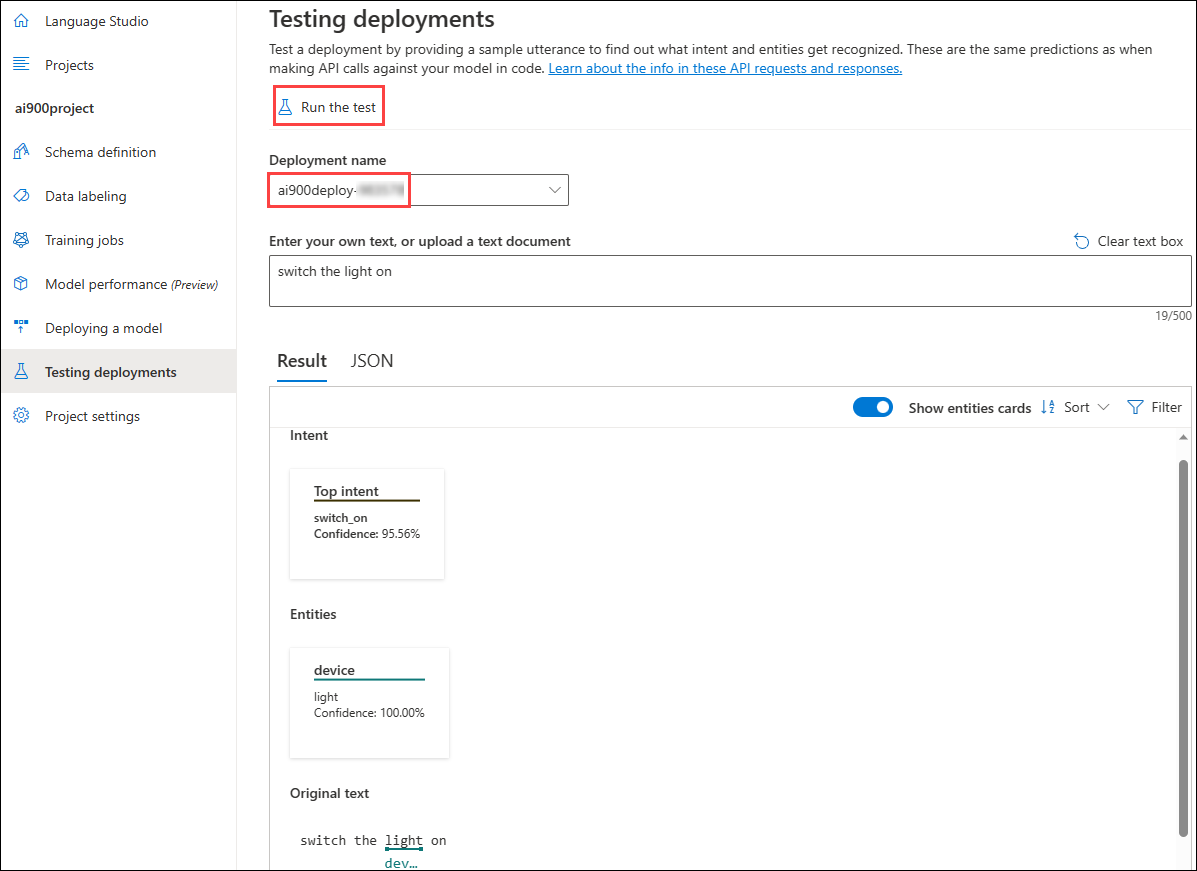 Language Studio
Projects
ai900project
Schema definition
Data labeling
Training jobs
Model performance (Preview)
Deploying a model
Testing deployments
Project settings
Testing deployments
Test a deployment by providing a sample utterance to find out what intent and entities get recognized. These are the same predictions as when
making API calls against your model in code. Learn about the info in these API requests and responses.
Run the test
Deployment name
ai900deploy-
Enter your own text, or upload a text document
Clear text box
switch the light on
19/500
Result JSON
Show entities cards Sort Filter
Intent
Top intent
switch_on
Confidence: 95.56%
Entities
device
light
Confidence: 100.00%
Original text
switch the light on
dev...